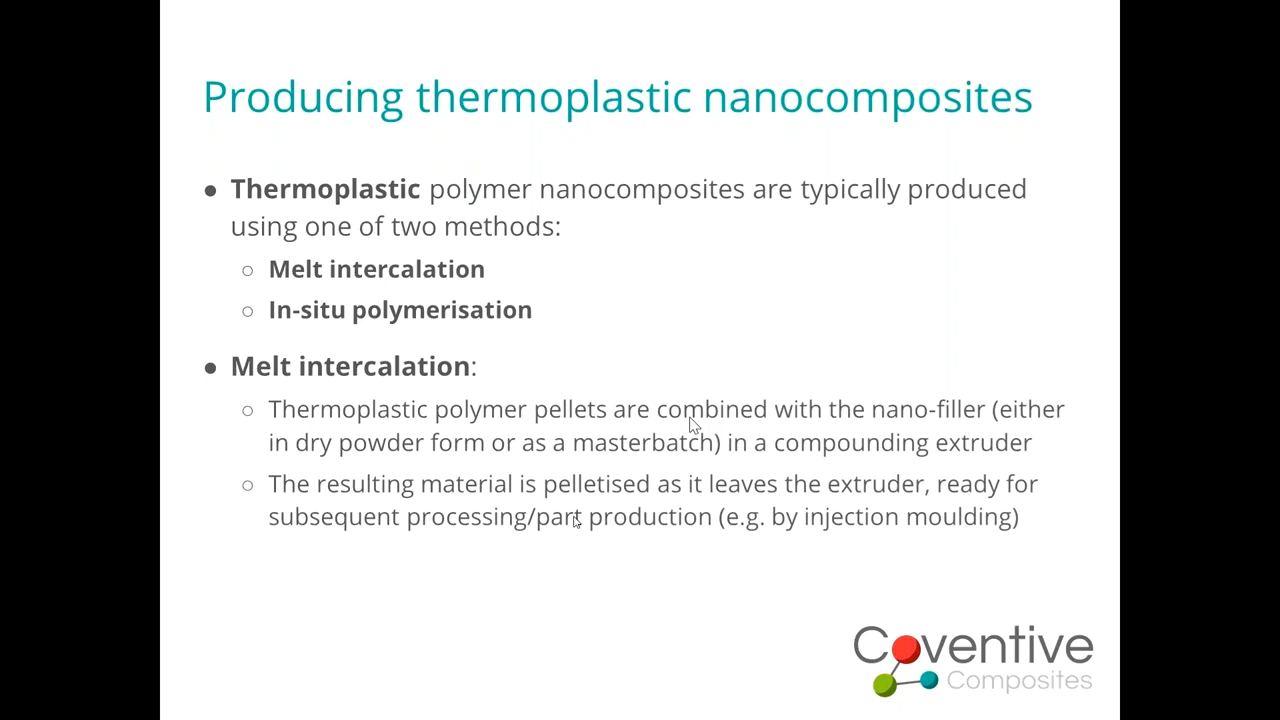 Producing thermoplastic nanocomposites
● Thermoplastic polymer nanocomposites are typically produced
using one of two methods:
○ Melt intercalation
○ In-situ polymerisation
● Melt intercalation:
○ Thermoplastic polymer pellets are combined with the nano-filler (either
in dry powder form or as a masterbatch) in a compounding extruder
○ The resulting material is pelletised as it leaves the extruder, ready for
subsequent processing/part production (e.g. by injection moulding)
Coventive
Composites